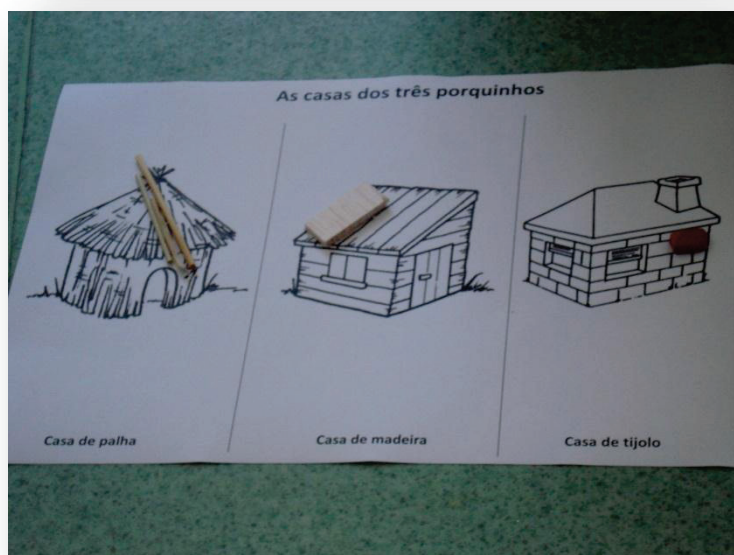 As casas dos três porquinhos
Casa de palha
Casa de madeira
Casa de tijolo